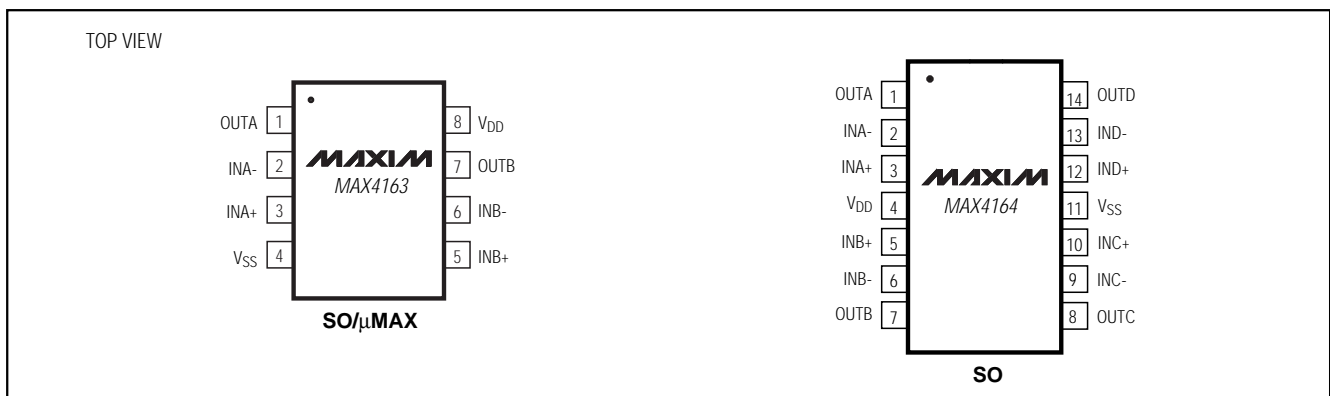 TOP VIEW
OUTA 1
INA- 2
INA+ 3
VSS 4
8 VDD
7 OUTB
6 INB-
5 INB+
MAXIM
MAX4163
SO/μMAX
OUTA 1
INA- 2
INA+ 3
VDD 4
INB+ 5
INB- 6
OUTB 7
14 OUTD
13 IND-
12 IND+
11 VSS
10 INC+
9 INC-
8 OUTC
MAXIM
MAX4164
SO